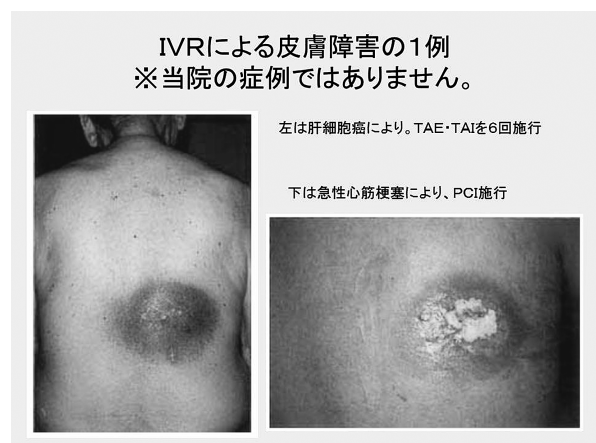 IVRによる皮膚障害の1例
※当院の症例ではありません。
左は肝細胞癌により。TAE・TAIを6回施行
下は急性心筋梗塞により、PCI施行